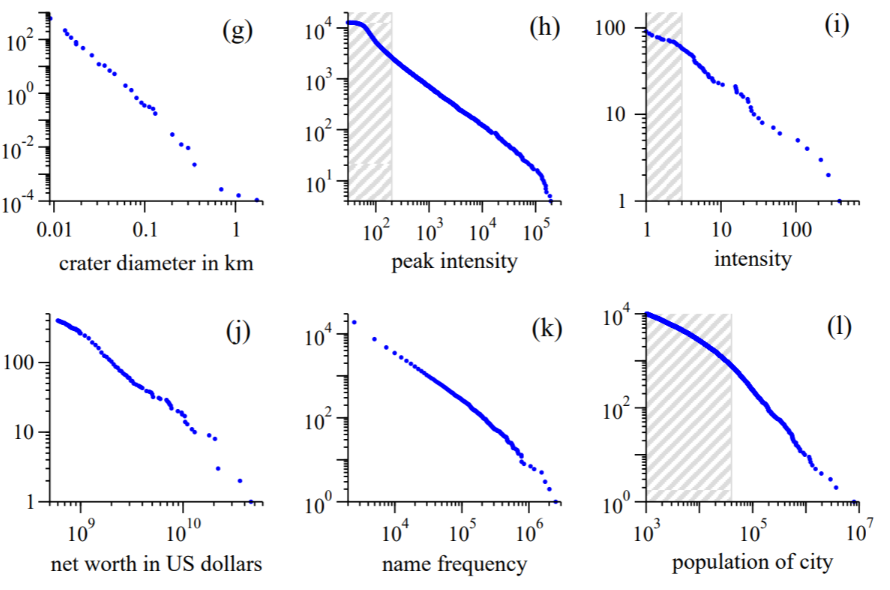 (g)
10^2
10^0
10^-2
10^-4
0.01 0.1 1
crater diameter in km
(h)
10^4
10^3
10^2
10^1
10^2 10^3 10^4 10^5
peak intensity
(i)
100
10
1
1 10 100
intensity
(j)
100
10
1
10^9 10^10
net worth in US dollars
(k)
10^4
10^2
10^0
10^4 10^5 10^6
name frequency
(l)
10^4
10^2
10^0
10^3 10^5 10^7
population of city